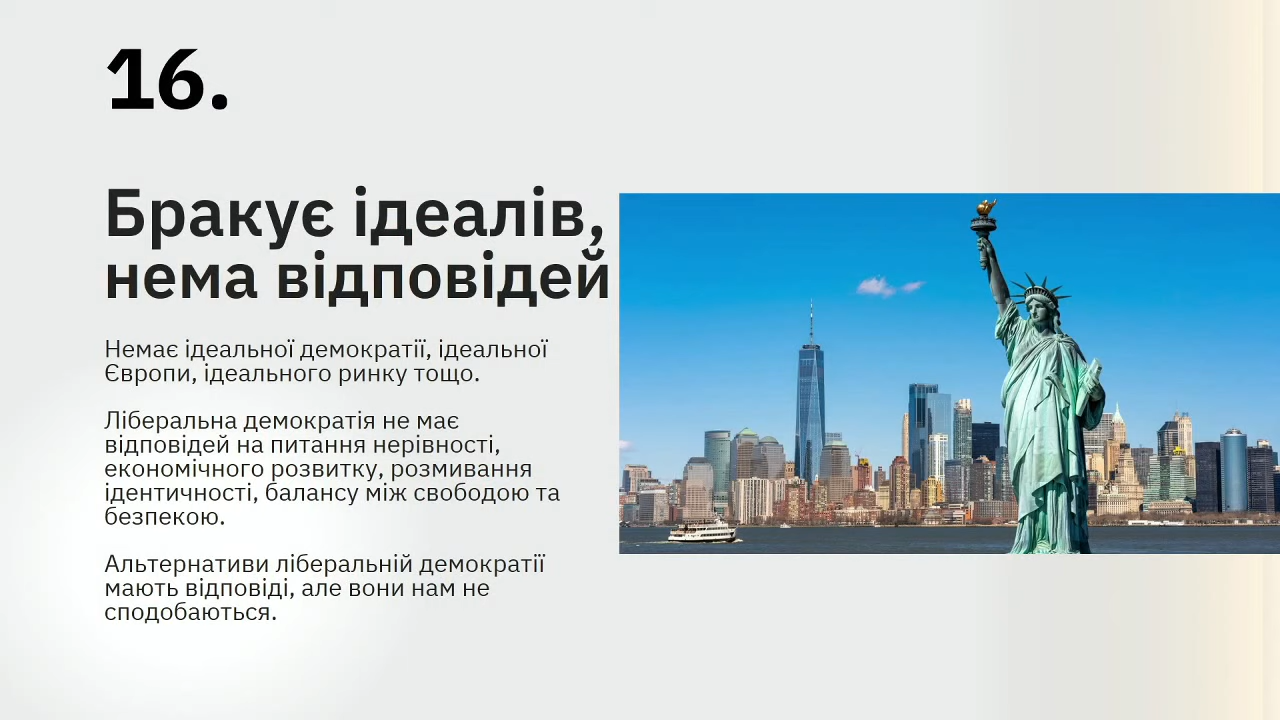 16.
Бракує ідеалів,
нема відповідей
Немає ідеальної демократії, ідеальної
Європи, ідеального ринку тощо.
Ліберальна демократія не має
відповідей на питання нерівності,
економічного розвитку, розмивання
ідентичності, балансу між свободою та
безпекою.
Альтернативи ліберальній демократії
мають відповіді, але вони нам не
сподобаються.